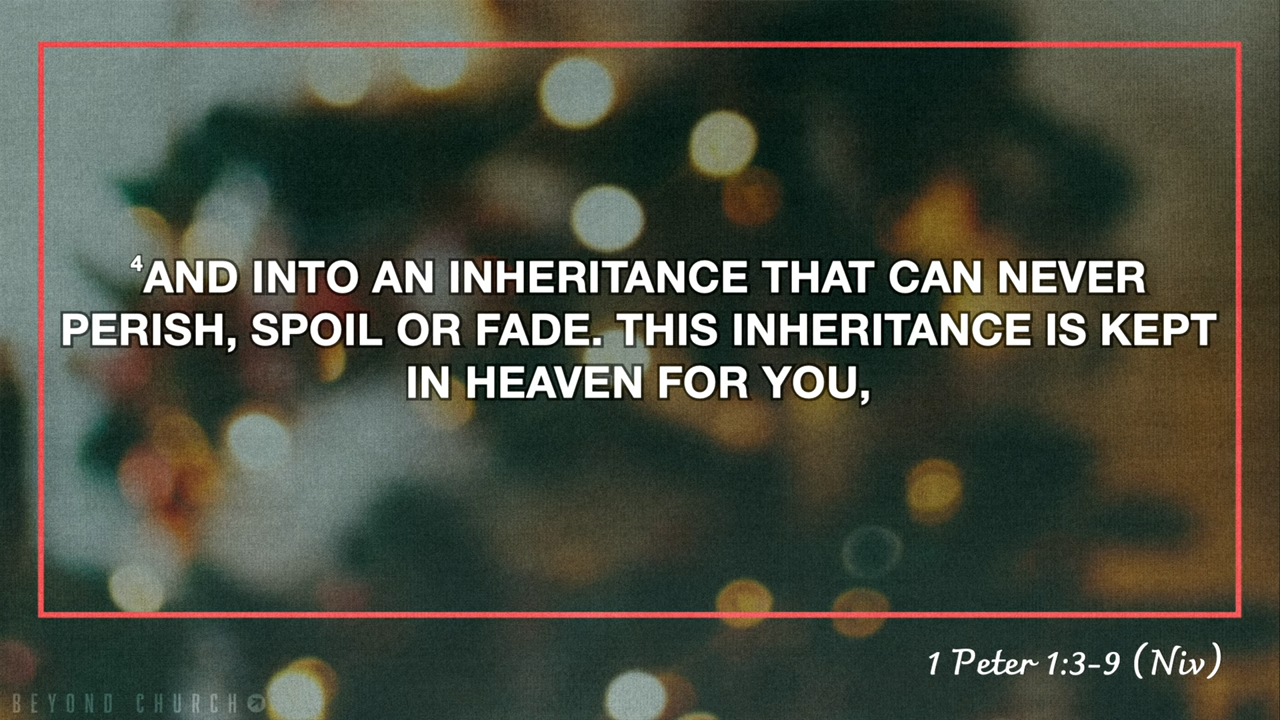 ⁴AND INTO AN INHERITANCE THAT CAN NEVER
PERISH, SPOIL OR FADE. THIS INHERITANCE IS KEPT
IN HEAVEN FOR YOU,
1 Peter 1:3-9 (Niv)
BEYOND CHURCH